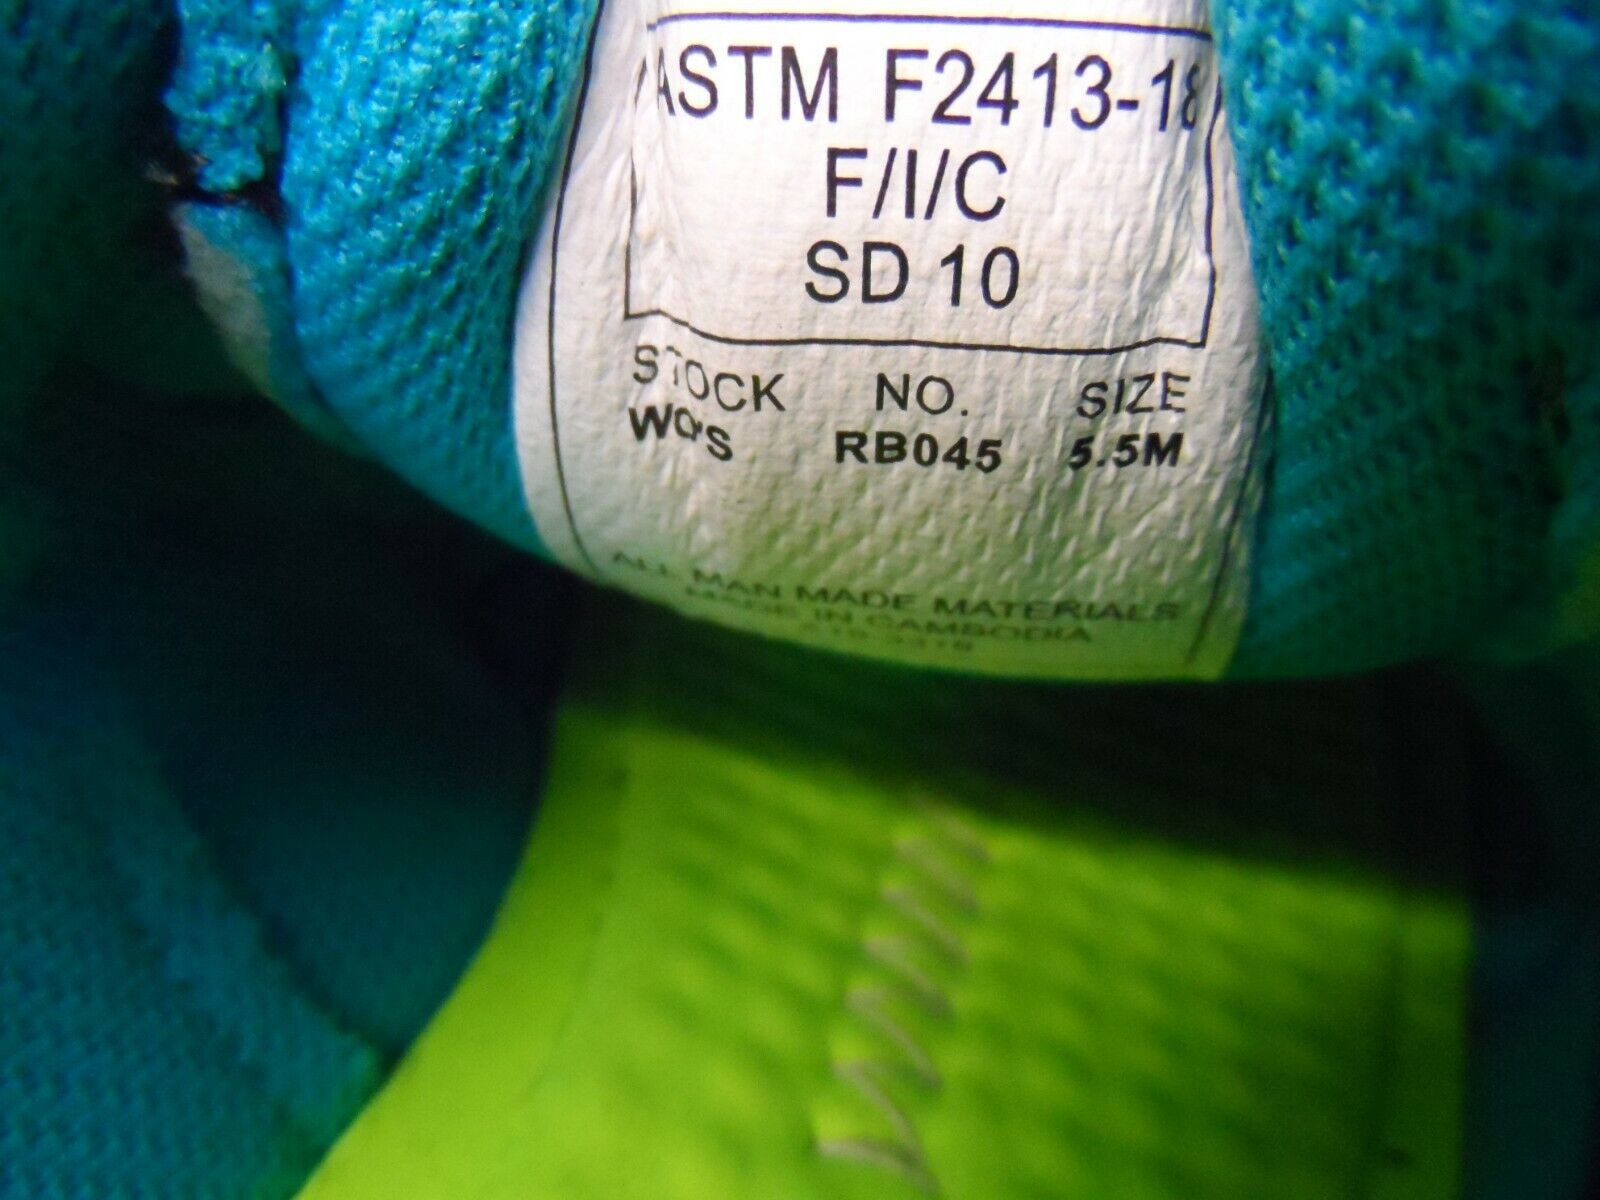 ASTM F2413-18
F/I/C
SD 10
STOCK NO. SIZE
WO'S RB045 5.5M
ALL MAN MADE MATERIALS
MADE IN CAMBODIA